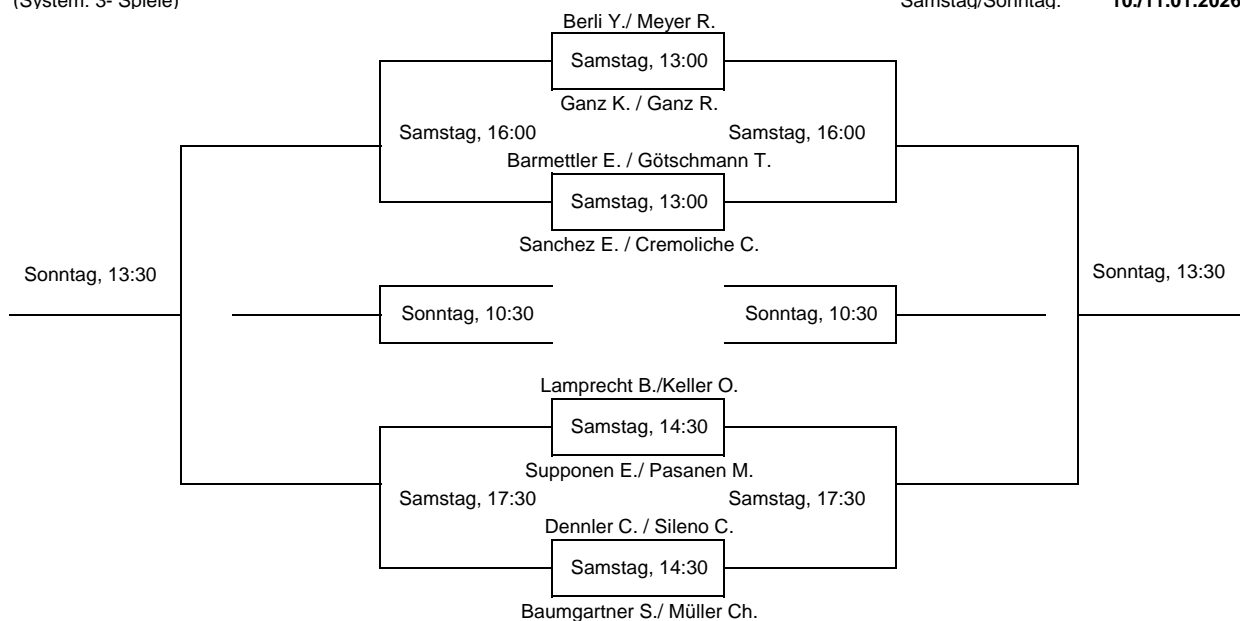 (System: 3- Spiele) Samstag/Sonntag: 10./11.01.2026
Berli Y./ Meyer R.
Samstag, 13:00
Ganz K. / Ganz R.
Samstag, 16:00 Samstag, 16:00
Barmettler E. / Götschmann T.
Samstag, 13:00
Sanchez E. / Cremoliche C.
Sonntag, 13:30 Sonntag, 13:30
Sonntag, 10:30 Sonntag, 10:30
Lamprecht B./Keller O.
Samstag, 14:30
Supponen E./ Pasanen M.
Samstag, 17:30 Samstag, 17:30
Dennler C. / Sileno C.
Samstag, 14:30
Baumgartner S./ Müller Ch.